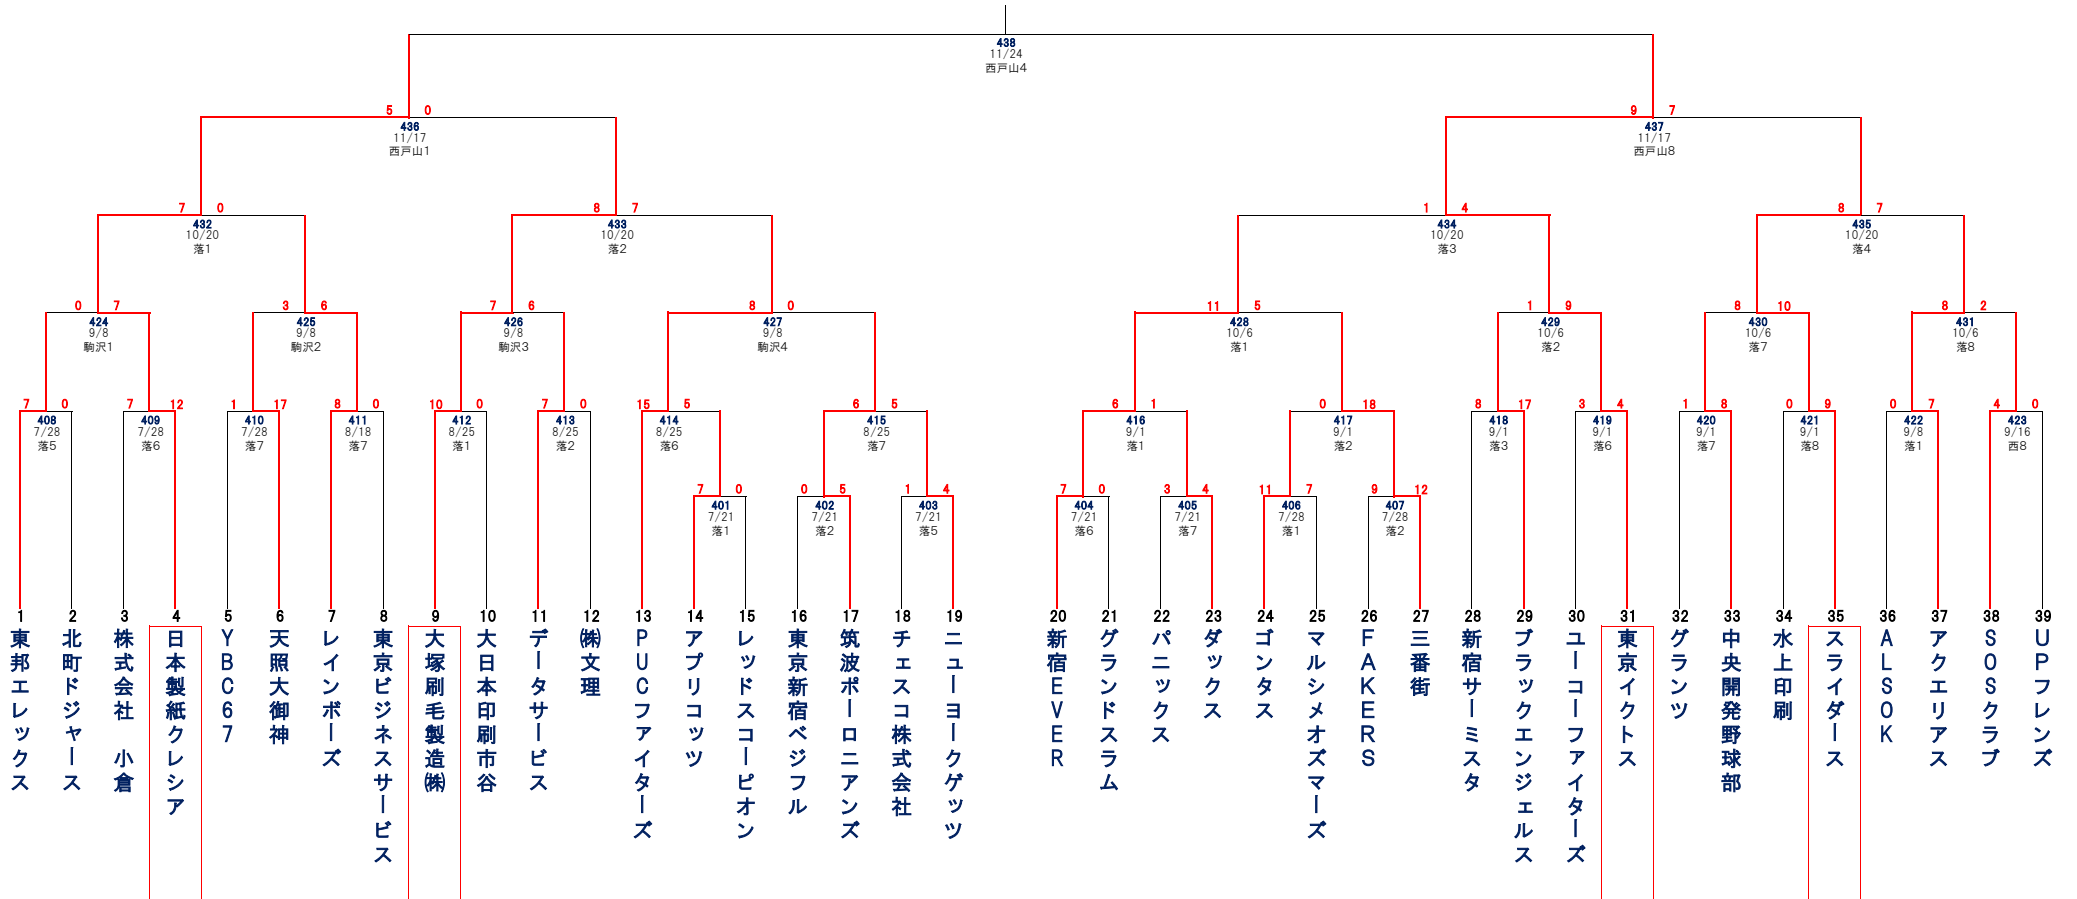 438
11/24
西戸山4
5 0
436
11/17
西戸山1
9 7
437
11/17
西戸山8
7 0
432
10/20
落1
8 7
433
10/20
落2
1 4
434
10/20
落3
8 7
435
10/20
落4
0 7
424
9/8
駒沢1
3 6
425
9/8
駒沢2
7 6
426
9/8
駒沢3
8 0
427
9/8
駒沢4
11 5
428
10/6
落1
1 9
429
10/6
落2
8 10
430
10/6
落7
8 2
431
10/6
落8
7 0
408
7/28
落5
7 12
409
7/28
落6
1 17
410
7/28
落7
8 0
411
8/18
落7
10 0
412
8/25
落1
7 0
413
8/25
落2
15 5
414
8/25
落6
6 5
415
8/25
落7
6 1
416
9/1
落1
0 18
417
9/1
落2
8 17
418
9/1
落3
3 4
419
9/1
落6
1 8
420
9/1
落7
0 9
421
9/1
落8
0 7
422
9/8
落1
4 0
423
9/16
西8
7 0
401
7/21
落1
0 5
402
7/21
落2
1 4
403
7/21
落5
7 0
404
7/21
落6
3 4
405
7/21
落7
11 7
406
7/28
落1
9 12
407
7/28
落2
1
東邦エレックス
2
北町ドジャース
3
株式会社 小倉
4
日本製紙クレシア
5
YBC67
6
天照大御神
7
レインボーズ
8
東京ビジネスサービス
9
大塚刷毛製造㈱
10
大日本印刷市谷
11
データサービス
12
㈱文理
13
PUCファイターズ
14
アプリコッツ
15
レッドスコーピオン
16
東京新宿ベジフル
17
筑波ポーロニアンズ
18
チェスコ株式会社
19
ニューヨークゲッツ
20
新宿EVER
21
グランドスラム
22
パニックス
23
ダックス
24
ゴンタス
25
マルシメオズマーズ
26
FAKERS
27
三番街
28
新宿サーミスタ
29
ブラックエンジェルス
30
ユーコーファイターズ
31
東京イクトス
32
グランツ
33
中央開発野球部
34
水上印刷
35
スライダース
36
ALSOK
37
アクエリアス
38
SOSクラブ
39
UPフレンズ